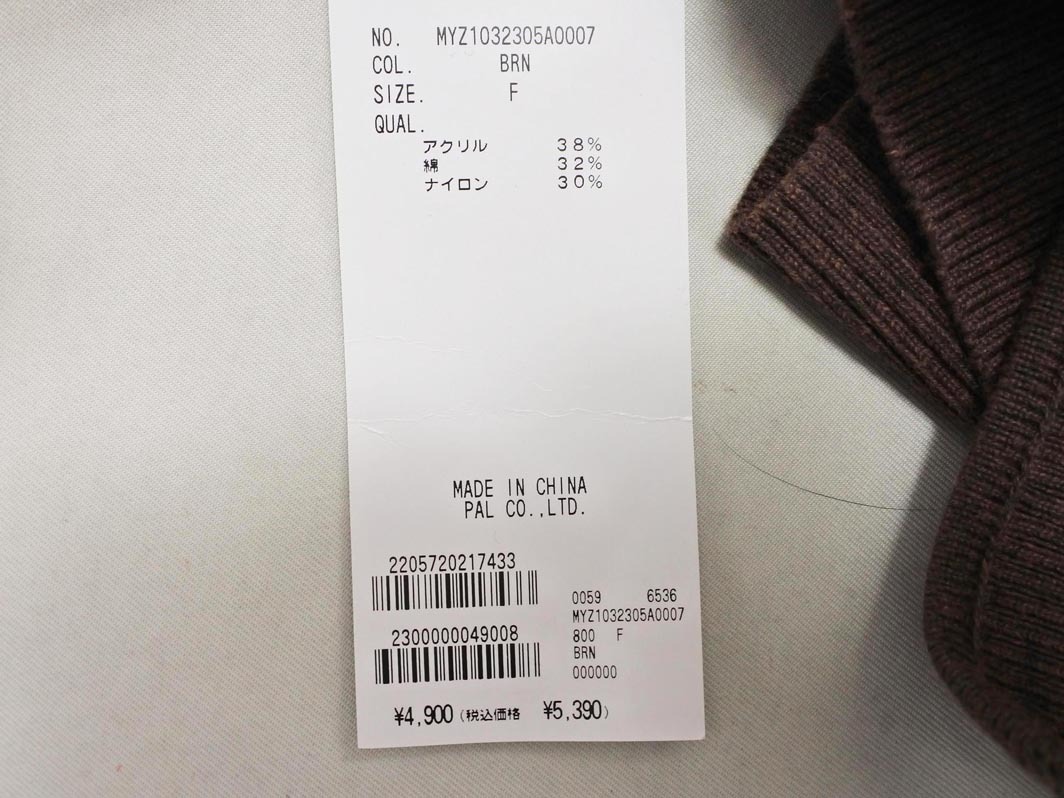 NO. MYZ1032305A0007
COL. BRN
SIZE. F
QUAL.
アクリル 38%
綿 32%
ナイロン 30%
MADE IN CHINA
PAL CO.,LTD.
2205720217433
2300000049008
0059 6536
MYZ1032305A0007
800 F
BRN
000000
¥4,900(税込価格 ¥5,390)